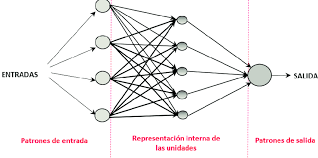 ENTRADAS
SALIDA
Patrones de entrada
Representación interna de
las unidades
Patrones de salida